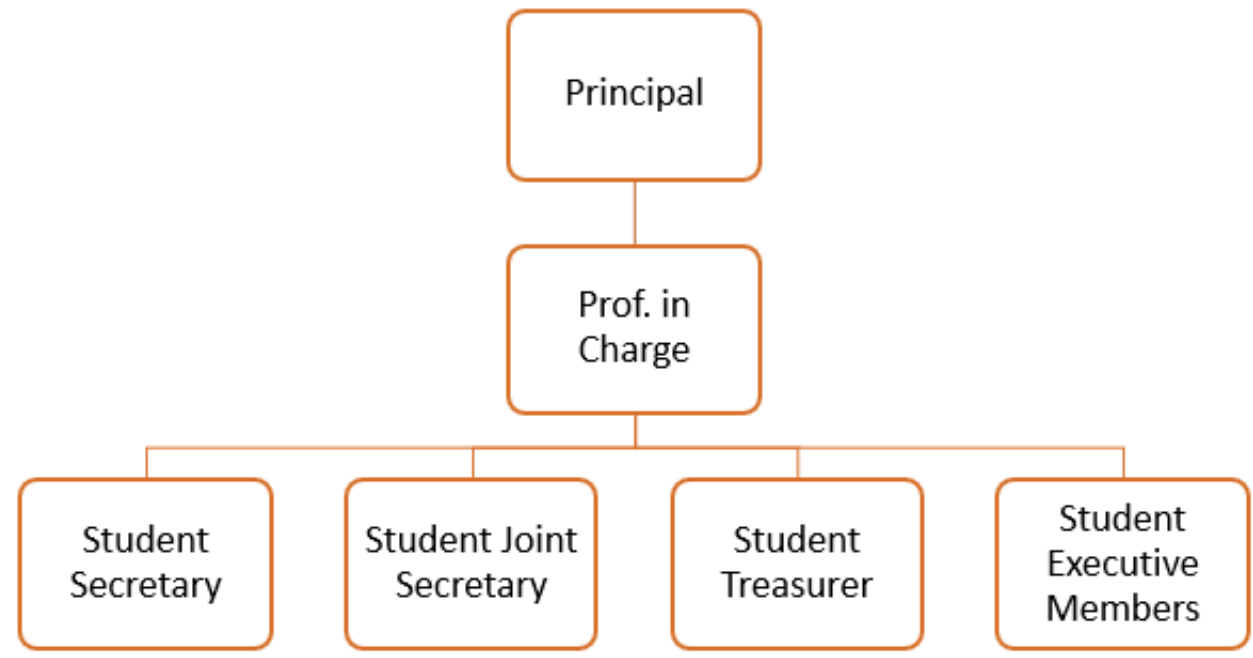 Principal
Prof. in
Charge
Student
Secretary
Student Joint
Secretary
Student
Treasurer
Student
Executive
Members